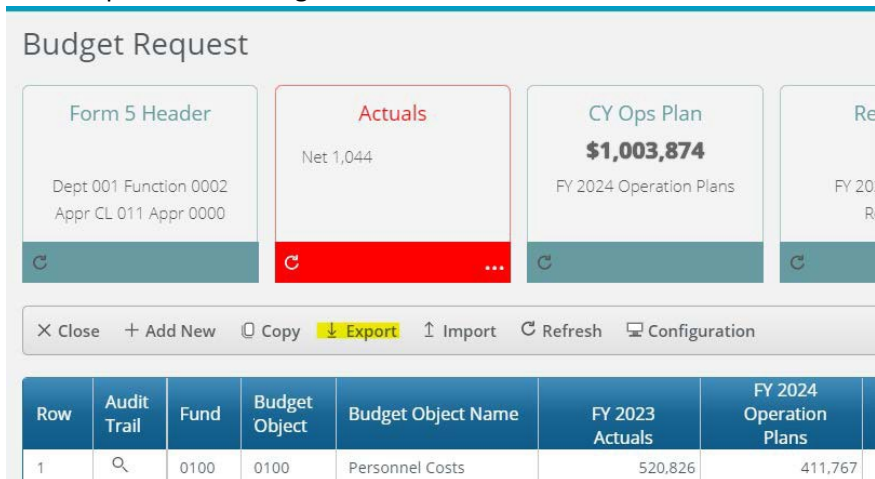 Budget Request
Form 5 Header
Dept 001 Function 0002
Appr CL 011 Appr 0000
Actuals
Net 1,044
...
CY Ops Plan
$1,003,874
FY 2024 Operation Plans
Re
FY 20
R
Close Add New Copy Export Import Refresh Configuration
Row Audit Trail Fund Budget Object Budget Object Name FY 2023 Actuals FY 2024 Operation Plans
1 0100 0100 Personnel Costs 520,826 411,767